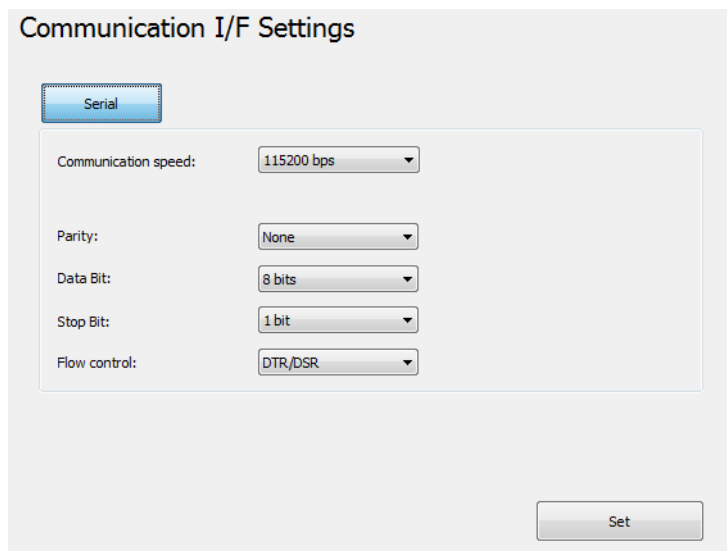 Communication I/F Settings
Serial
Communication speed: 115200 bps
Parity: None
Data Bit: 8 bits
Stop Bit: 1 bit
Flow control: DTR/DSR
Set